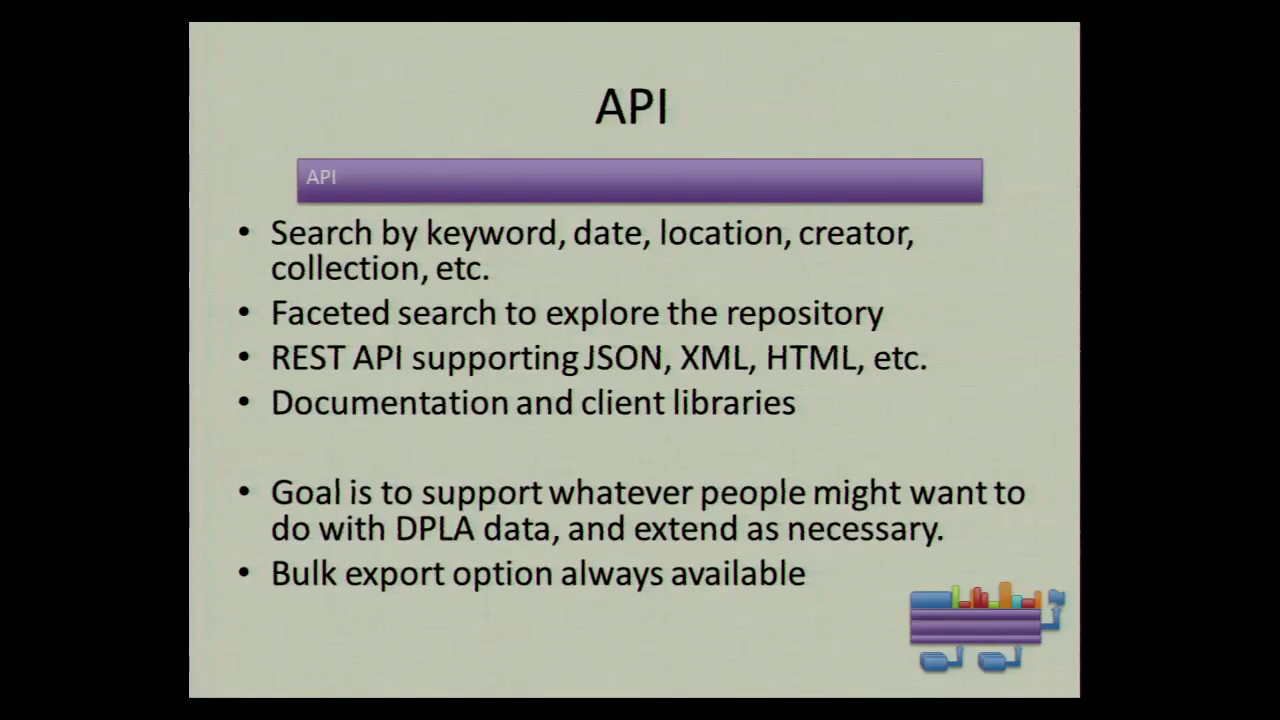 API
API
• Search by keyword, date, location, creator,
collection, etc.
• Faceted search to explore the repository
• REST API supporting JSON, XML, HTML, etc.
• Documentation and client libraries
• Goal is to support whatever people might want to
do with DPLA data, and extend as necessary.
• Bulk export option always available